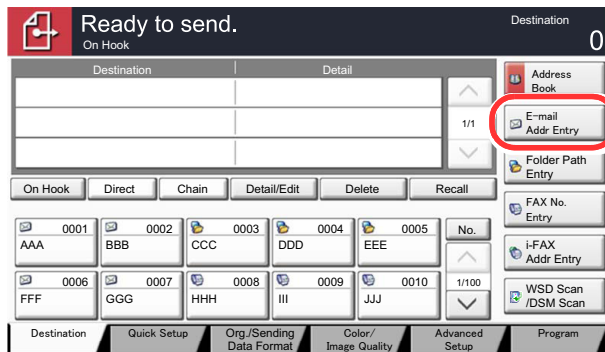 Ready to send.
On Hook
Destination
0
Destination Detail
1/1
Address
Book
E-mail
Addr Entry
Folder Path
Entry
FAX No.
Entry
i-FAX
Addr Entry
WSD Scan
/DSM Scan
On Hook Direct Chain Detail/Edit Delete Recall
0001 0002 0003 0004 0005 No.
AAA BBB CCC DDD EEE
0006 0007 0008 0009 0010 1/100
FFF GGG HHH III JJJ
Destination Quick Setup Org./Sending
Data Format Color/
Image Quality Advanced
Setup Program